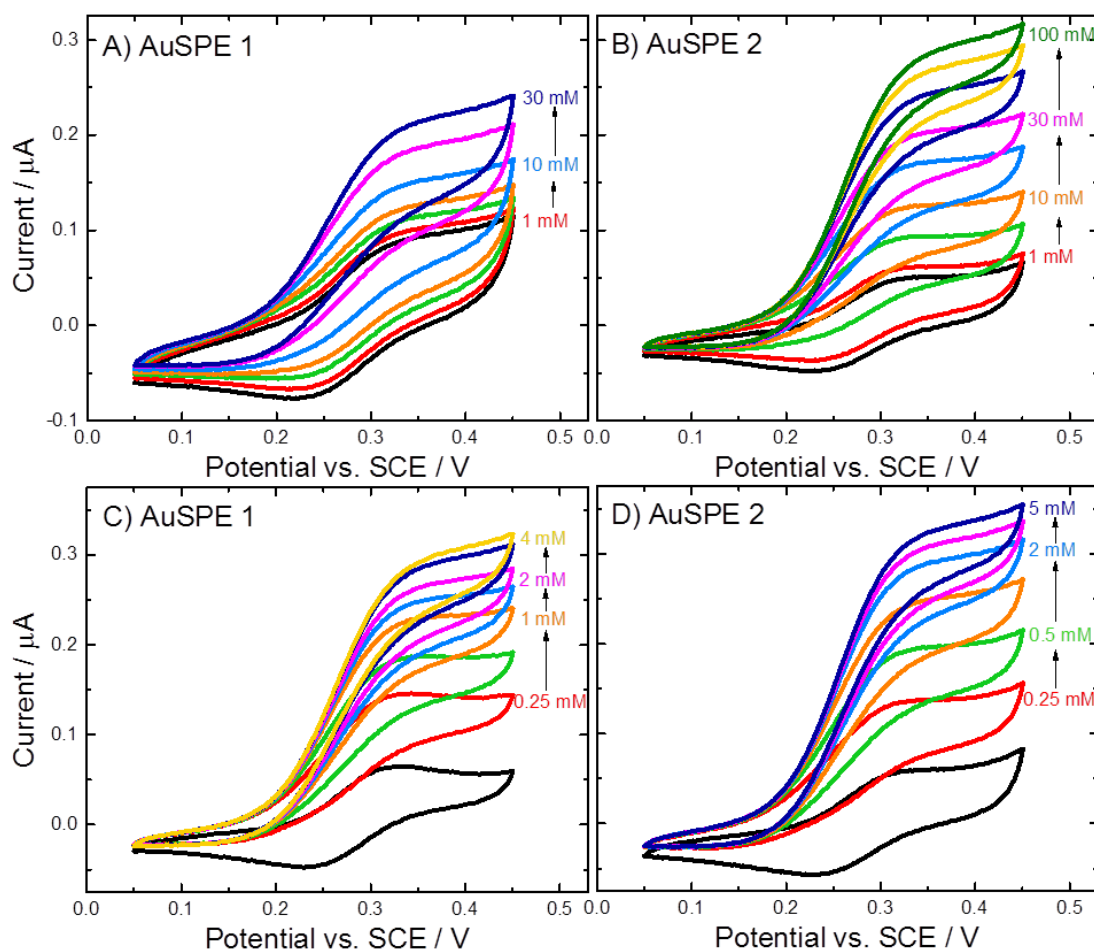 A) AuSPE 1
0.3
0.2
0.1
0.0
-0.1
Current / μA
30 mM
10 mM
1 mM
0.0 0.1 0.2 0.3 0.4 0.5
Potential vs. SCE / V
B) AuSPE 2
100 mM
30 mM
10 mM
1 mM
0.0 0.1 0.2 0.3 0.4 0.5
Potential vs. SCE / V
C) AuSPE 1
0.3
0.2
0.1
0.0
Current / μA
4 mM
2 mM
1 mM
0.25 mM
0.0 0.1 0.2 0.3 0.4 0.5
Potential vs. SCE / V
D) AuSPE 2
5 mM
2 mM
0.5 mM
0.25 mM
0.0 0.1 0.2 0.3 0.4 0.5
Potential vs. SCE / V